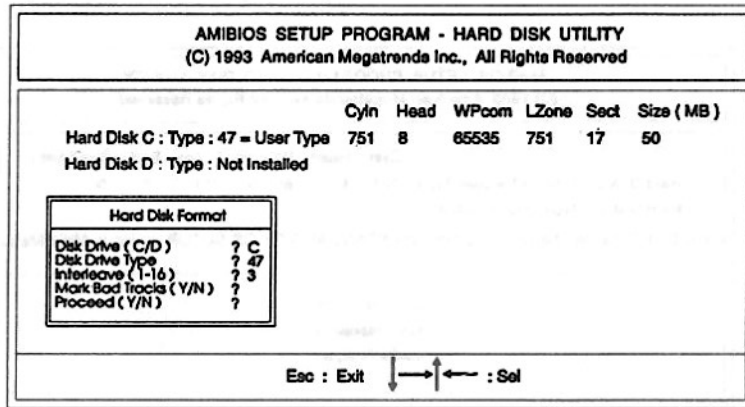 AMIBIOS SETUP PROGRAM - HARD DISK UTILITY
(C) 1993 American Megatrends Inc., All Rights Reserved
Cyln Head WPcom LZone Sect Size ( MB )
Hard Disk C : Type : 47 = User Type 751 8 65535 751 17 50
Hard Disk D : Type : Not Installed
Hard Disk Format
Disk Drive ( C/D ) ? C
Disk Drive Type ? 47
Interleave ( 1-16 ) ? 3
Mark Bad Tracks ( Y/N ) ?
Proceed ( Y/N ) ?
Esc : Exit ↓→↑← : Sel